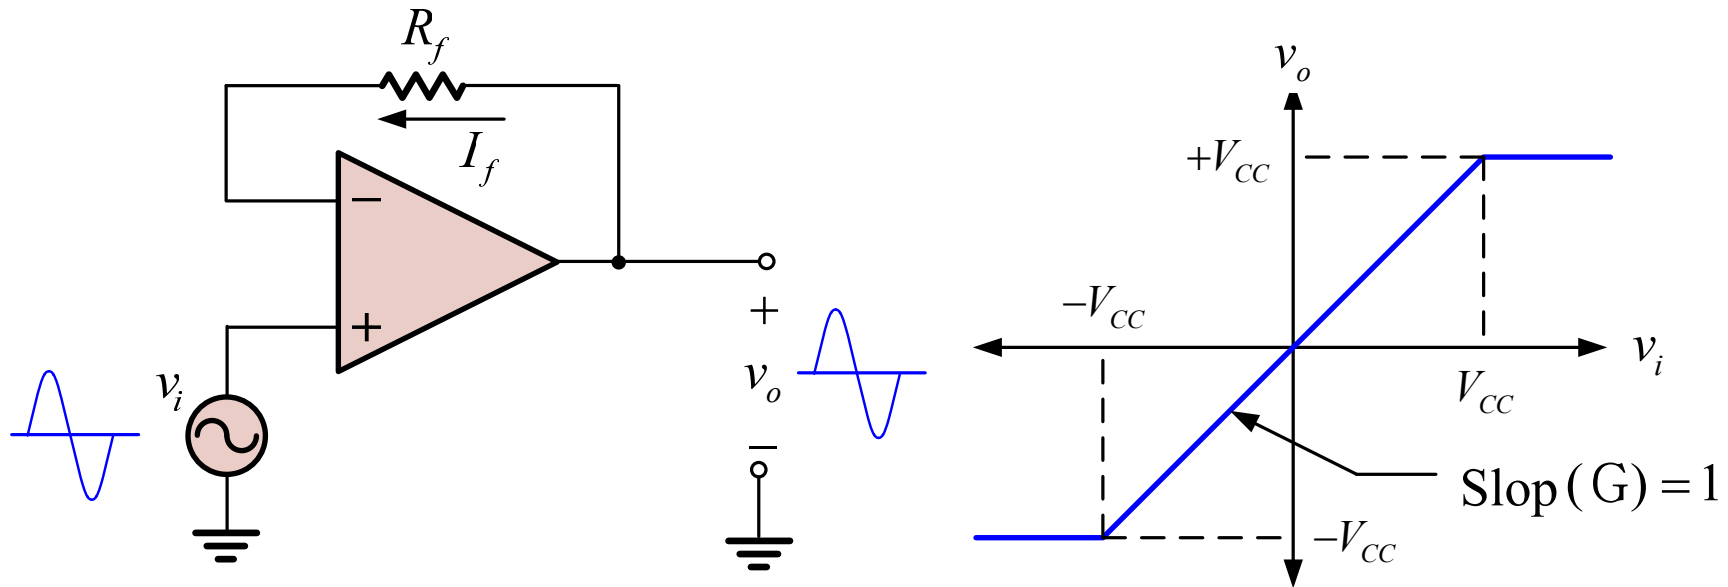 R_f
I_f
−
+
v_i
+
v_o
−
v_o
+V_CC
−V_CC
v_i
V_CC
Slop (G) = 1
−V_CC